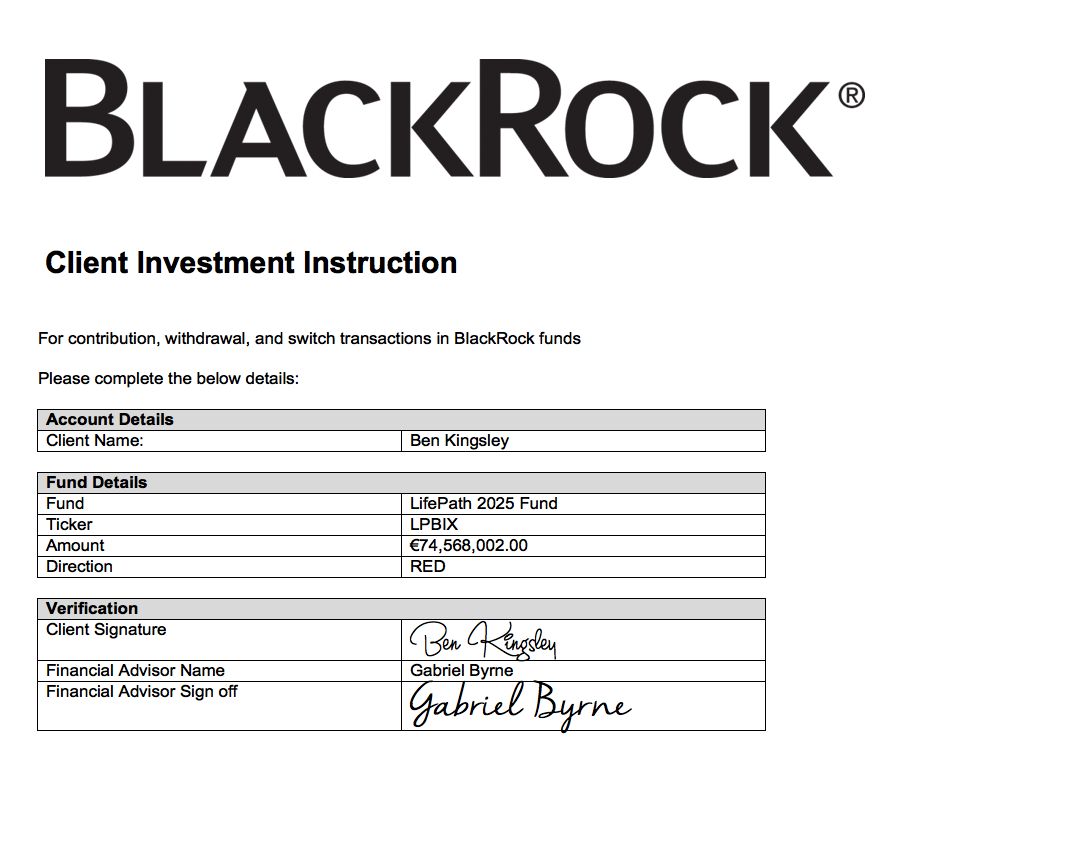 BLACKROCK®
Client Investment Instruction
For contribution, withdrawal, and switch transactions in BlackRock funds
Please complete the below details:
Account Details
Client Name: Ben Kingsley
Fund Details
Fund LifePath 2025 Fund
Ticker LPBIX
Amount €74,568,002.00
Direction RED
Verification
Client Signature Ben Kingsley
Financial Advisor Name Gabriel Byrne
Financial Advisor Sign off Gabriel Byrne